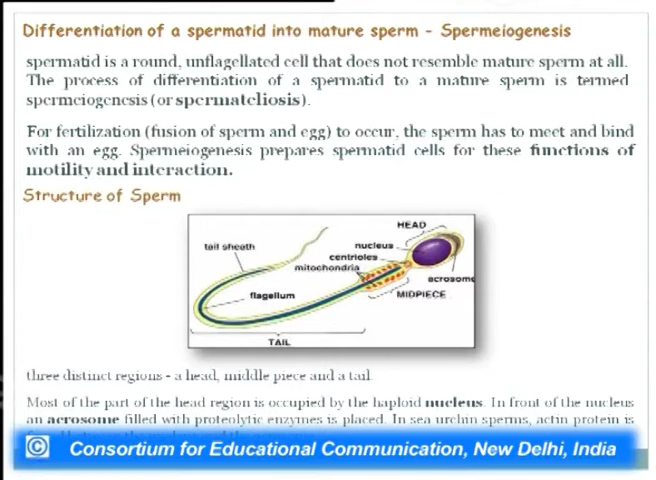 Differentiation of a spermatid into mature sperm - Spermeiogenesis
spermatid is a round, unflagellated cell that does not resemble mature sperm at all.
The process of differentiation of a spermatid to a mature sperm is termed
spermeiogenesis (or spermateliosis).
For fertilization (fusion of sperm and egg) to occur, the sperm has to meet and bind
with an egg. Spermeiogenesis prepares spermatid cells for these functions of
motility and interaction.
Structure of Sperm
HEAD
tail sheath
nucleus
centrioles
mitochondria
acrosome
flagellum
MIDPIECE
TAIL
three distinct regions - a head, middle piece and a tail.
Most of the part of the head region is occupied by the haploid nucleus. In front of the nucleus
an acrosome filled with proteolytic enzymes is placed. In sea urchin sperms, actin protein is
© Consortium for Educational Communication, New Delhi, India